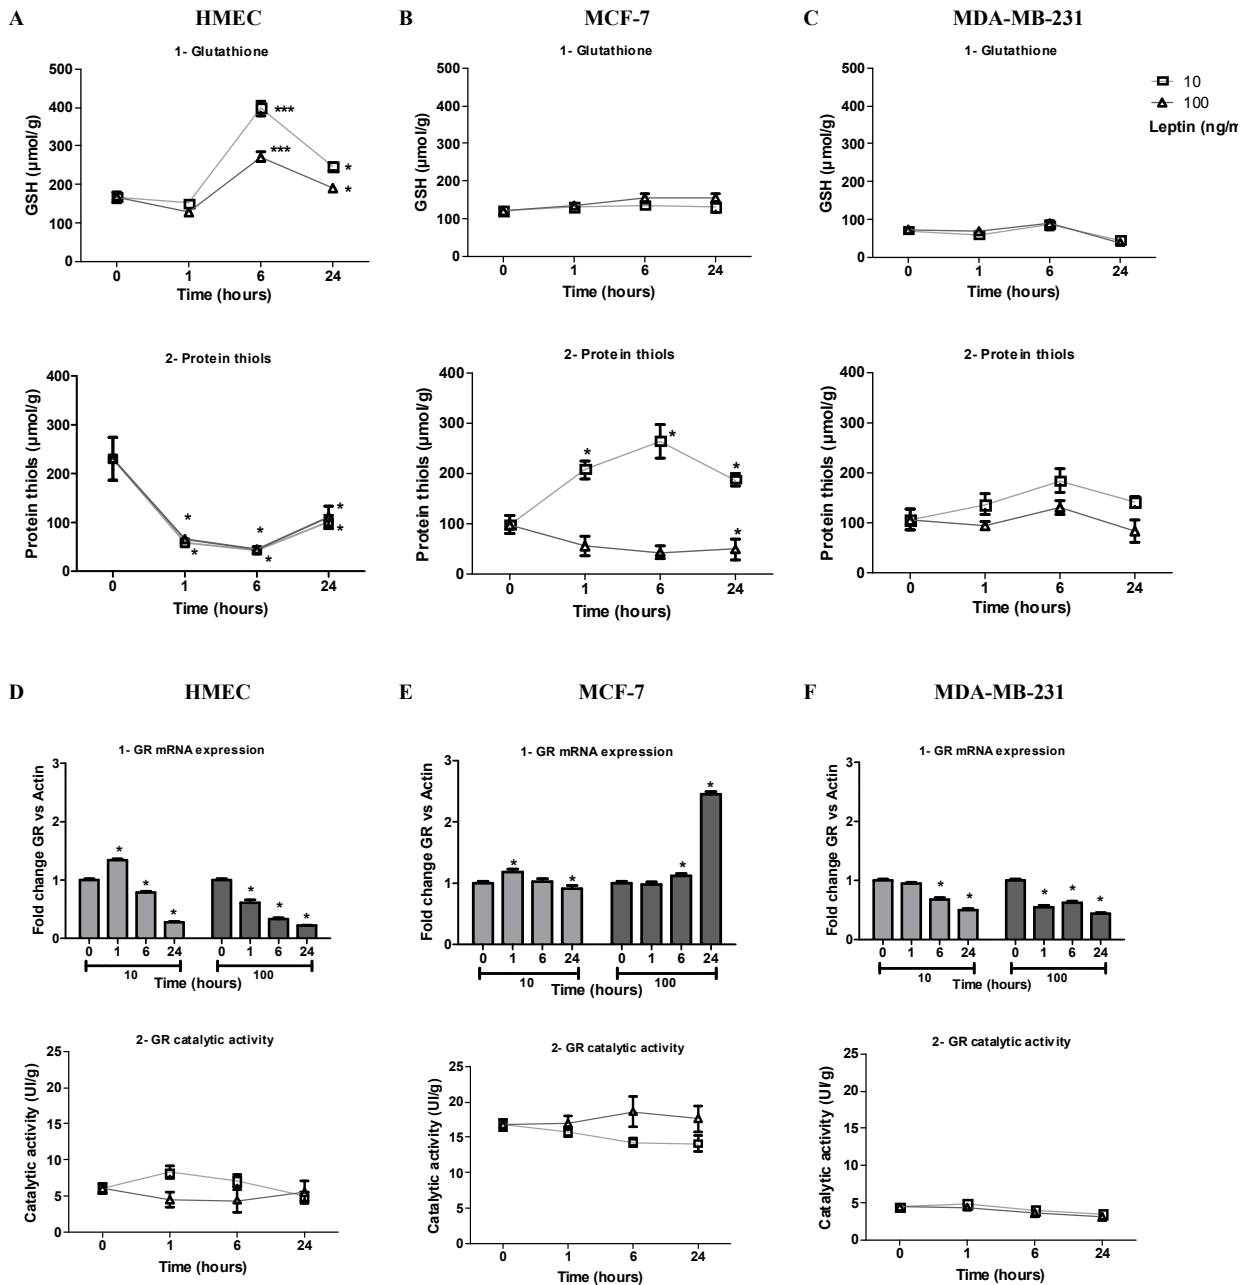 A HMEC B MCF-7 C MDA-MB-231
1- Glutathione
GSH (µmol/g)
500
400
300
200
100
0
***
***
*
*
0 1 6 24
Time (hours)
1- Glutathione
GSH (µmol/g)
500
400
300
200
100
0
0 1 6 24
Time (hours)
1- Glutathione
GSH (µmol/g)
500
400
300
200
100
0
0 1 6 24
Time (hours)
10
100
Leptin (ng/m
2- Protein thiols
Protein thiols (µmol/g)
400
300
200
100
0
* * *
* * *
0 1 6 24
Time (hours)
2- Protein thiols
Protein thiols (µmol/g)
400
300
200
100
0
* * *
*
0 1 6 24
Time (hours)
2- Protein thiols
Protein thiols (µmol/g)
400
300
200
100
0
0 1 6 24
Time (hours)
D HMEC E MCF-7 F MDA-MB-231
1- GR mRNA expression
Fold change GR vs Actin
3
2
1
0
* * * * * *
0 1 6 24 0 1 6 24
10 100
Time (hours)
1- GR mRNA expression
Fold change GR vs Actin
3
2
1
0
* * * *
0 1 6 24 0 1 6 24
10 100
Time (hours)
1- GR mRNA expression
Fold change GR vs Actin
3
2
1
0
* * * * *
0 1 6 24 0 1 6 24
10 100
Time (hours)
2- GR catalytic activity
Catalytic activity (UI/g)
25
20
15
10
5
0
0 1 6 24
Time (hours)
2- GR catalytic activity
Catalytic activity (UI/g)
25
20
15
10
5
0
0 1 6 24
Time (hours)
2- GR catalytic activity
Catalytic activity (UI/g)
25
20
15
10
5
0
0 1 6 24
Time (hours)